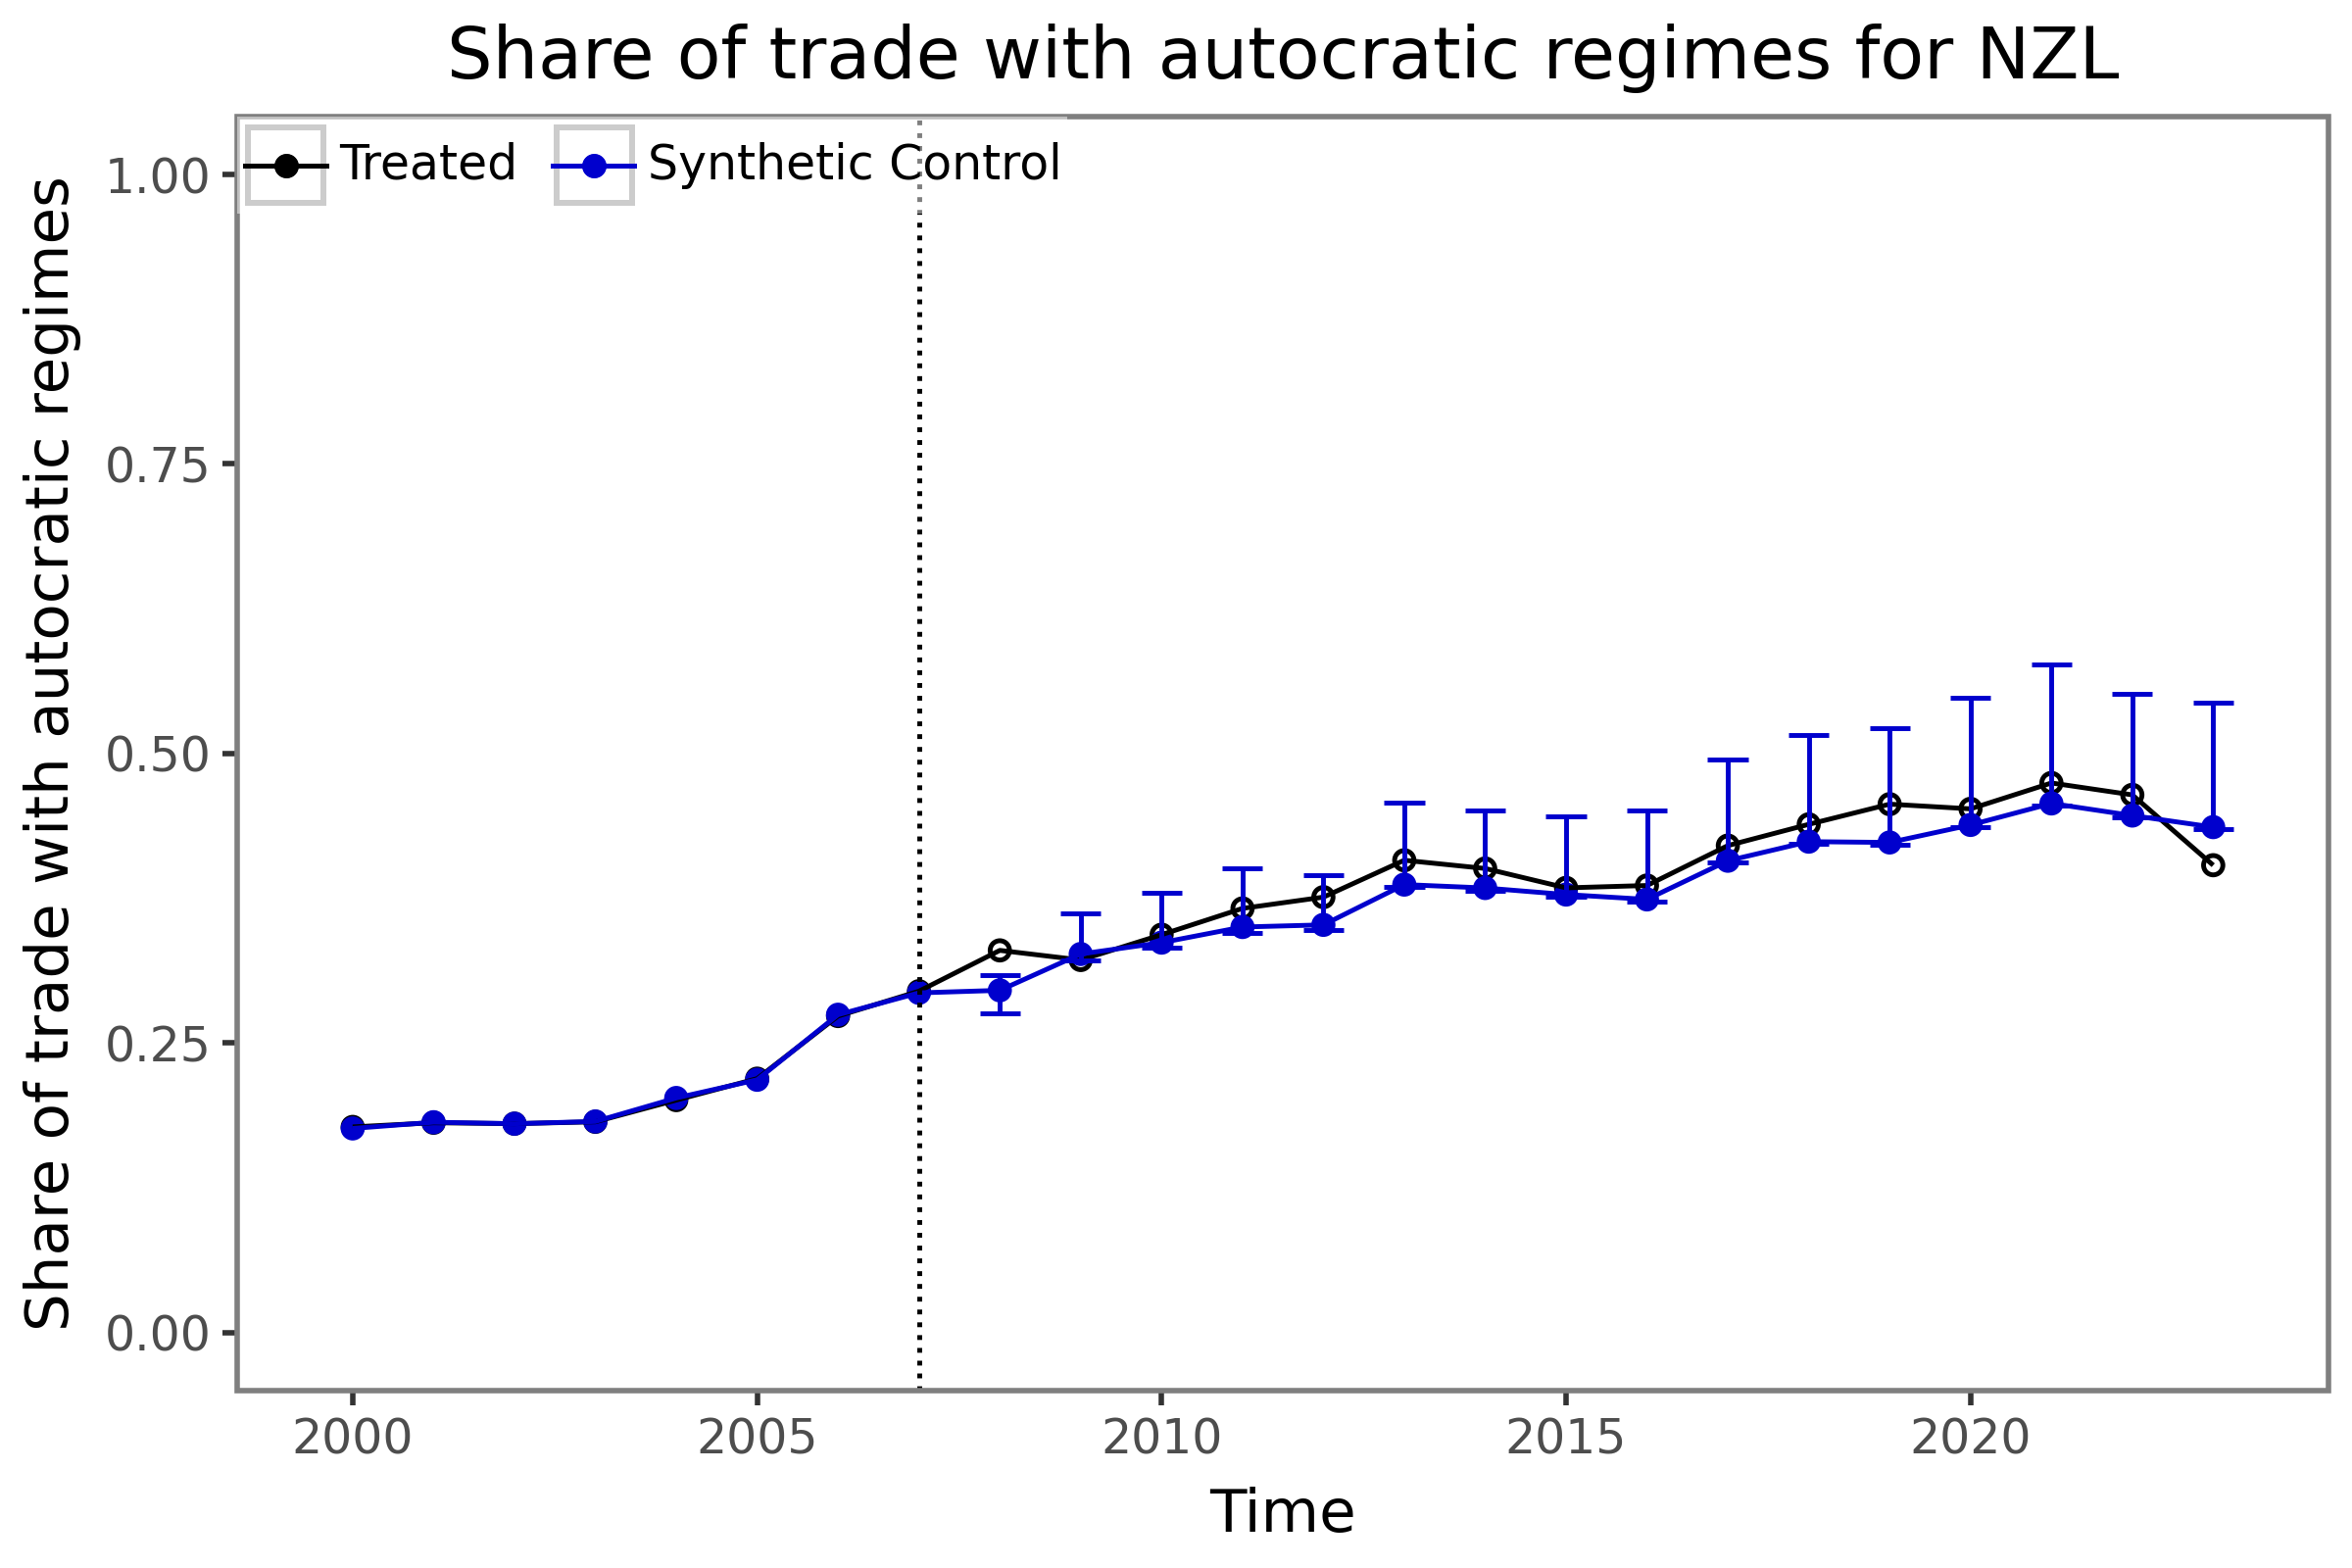 Share of trade with autocratic regimes for NZL
Treated
Synthetic Control
Share of trade with autocratic regimes
1.00
0.75
0.50
0.25
0.00
2000 2005 2010 2015 2020
Time